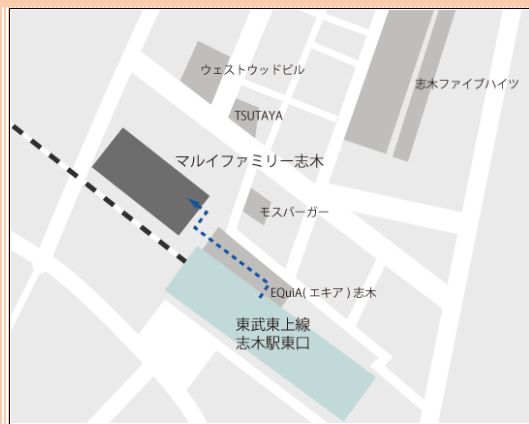 ウェストウッドビル
志木ファイブハイツ
TSUTAYA
マルイファミリー志木
モスバーガー
EQuiA(エキア)志木
東武東上線
志木駅東口